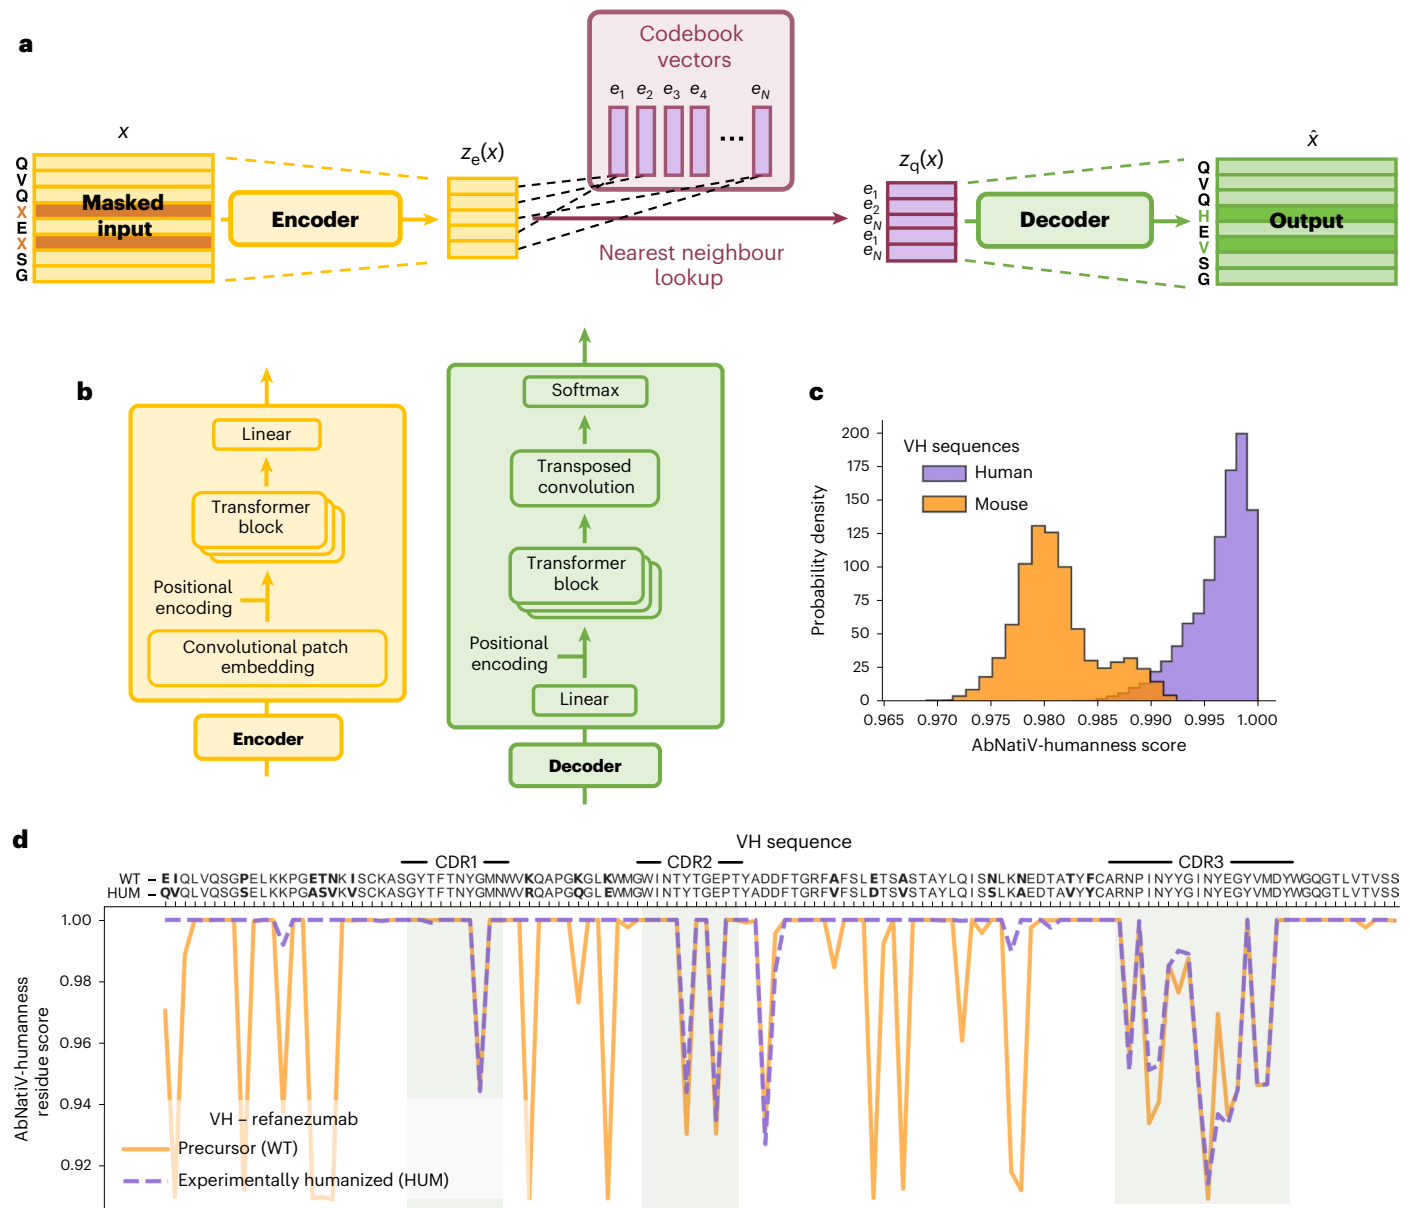 a
Codebook
vectors
e1 e2 e3 e4 ... eN
x
ze(x)
zq(x)
x̂
Q
V
Q
X
E
X
S
G
Masked
input
Encoder
Nearest neighbour
lookup
e1
e2
eN
e1
eN
Decoder
Q
V
Q
H
E
V
S
G
Output
b
Linear
Transformer
block
Positional
encoding
Convolutional patch
embedding
Encoder
Softmax
Transposed
convolution
Transformer
block
Positional
encoding
Linear
Decoder
c
VH sequences
Human
Mouse
Probability density
200
175
150
125
100
75
50
25
0
0.965 0.970 0.975 0.980 0.985 0.990 0.995 1.000
AbNatiV-humanness score
d
VH sequence
CDR1 CDR2 CDR3
WT – EIQLVQSGPELKKPGETNKISCKASGYTFTNYGMNWVKQAPGKGLKWMGWINTYTGEPTYADDFTGRFAFSLETSASTAYLQISNLKNEDTATYFCARNPINYYGINYEGYVMDYWGQGTLVTVSS
HUM – QVQLVQSGSELKKPGASVKVSCKASGYTFTNYGMNWVRQAPGQGLEWMGWINTYTGEPTYADDFTGRFVFSLDTSVSTAYLQISSLKAEDTAVYYCARNPINYYGINYEGYVMDYWGQGTLVTVSS
AbNatiV-humanness
residue score
1.00
0.98
0.96
0.94
0.92
VH – refanezumab
Precursor (WT)
Experimentally humanized (HUM)